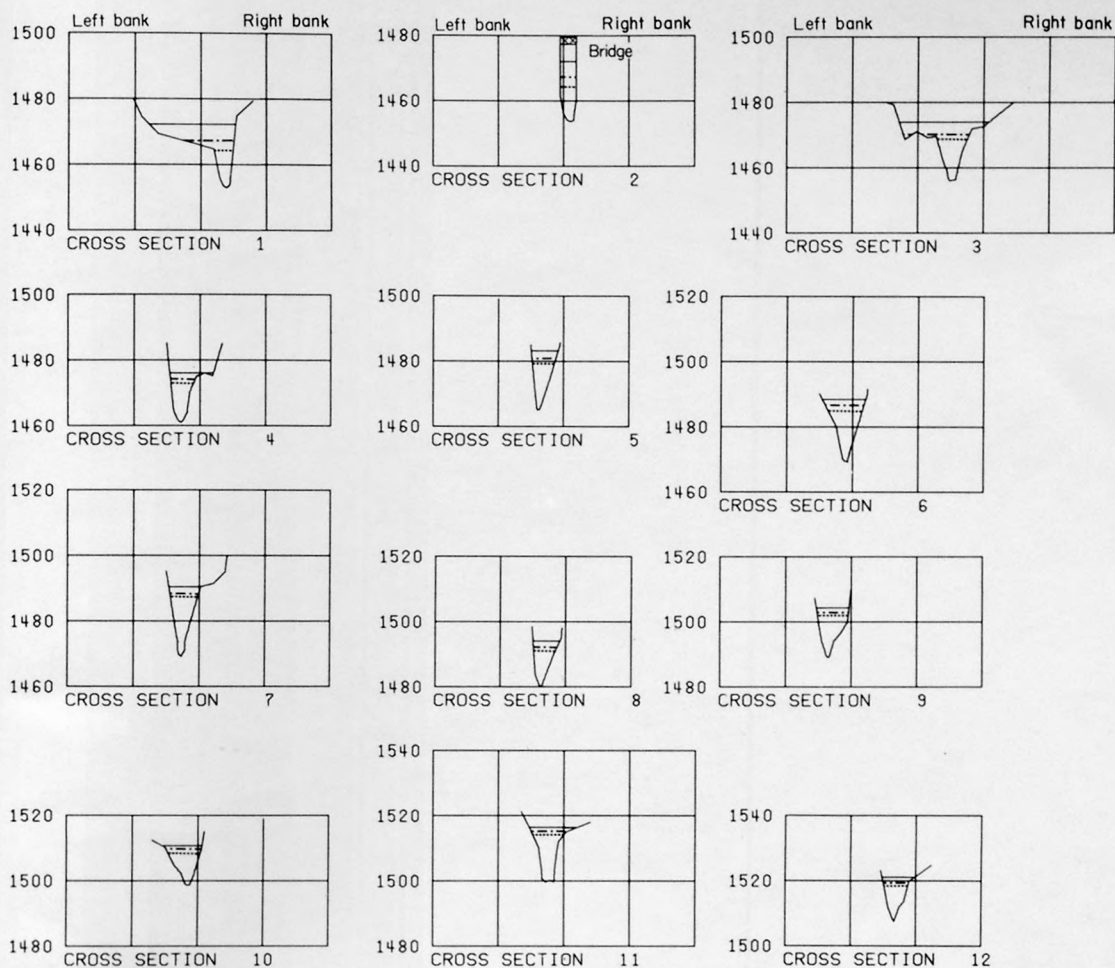 Left bank Right bank
1500
1480
1460
1440
CROSS SECTION 1
Left bank Right bank
1480
Bridge
1460
1440
CROSS SECTION 2
Left bank Right bank
1500
1480
1460
1440
CROSS SECTION 3
1500
1480
1460
CROSS SECTION 4
1500
1480
1460
CROSS SECTION 5
1520
1500
1480
1460
CROSS SECTION 6
1520
1500
1480
1460
CROSS SECTION 7
1520
1500
1480
CROSS SECTION 8
1520
1500
1480
CROSS SECTION 9
1520
1500
1480
CROSS SECTION 10
1540
1520
1500
1480
CROSS SECTION 11
1540
1520
1500
CROSS SECTION 12